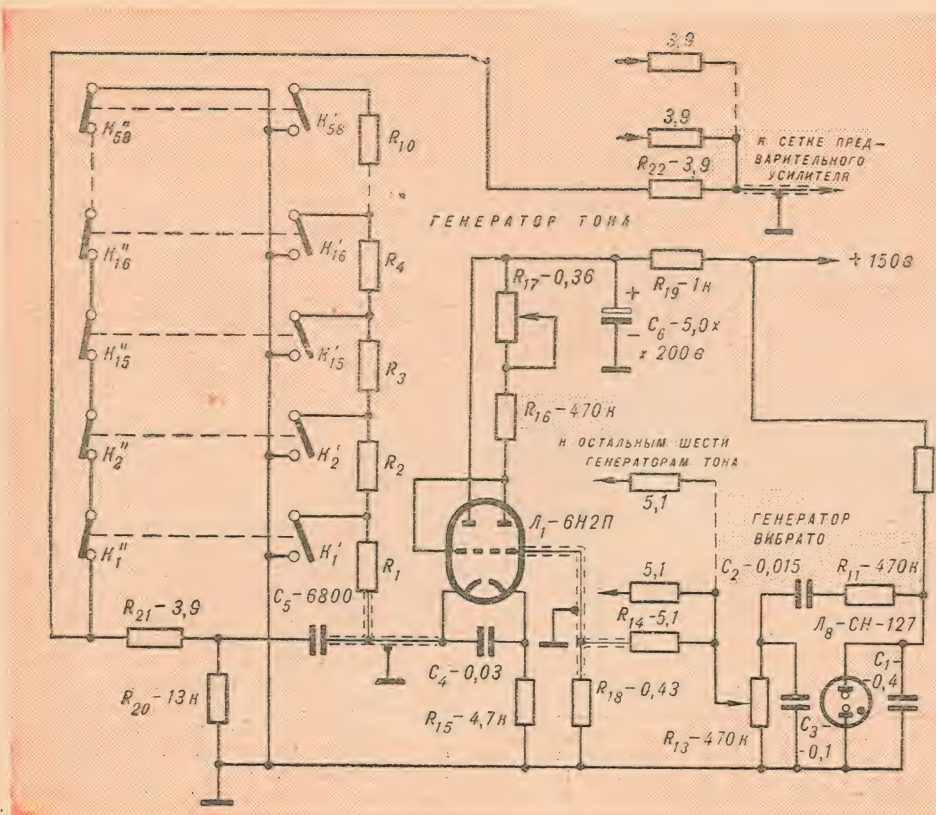 3,9
К"58
К'58
R10
3,9
R22-3,9
К СЕТКЕ ПРЕД-
ВАРИТЕЛЬНОГО
УСИЛИТЕЛЯ
ГЕНЕРАТОР ТОНА
К"16
К'16
R4
R17-0,36
R19-1к
+150в
+
C6-5,0х
- х 200в
К"15
К'15
R3
R16-470к
К"2
К'2
R2
К ОСТАЛЬНЫМ ШЕСТИ
ГЕНЕРАТОРАМ ТОНА
5,1
Л1-6Н2П
ГЕНЕРАТОР
ВИБРАТО
К"1
К'1
R1
C2-0,015
R11-470к
C5-6800
5,1
R21-3,9
R14-5,1
Л8-СН-127
C4-0,03
C1-
-0,4
R20-13к
R18-0,43
R15-4,7к
R13-470к
C3-
-0,1